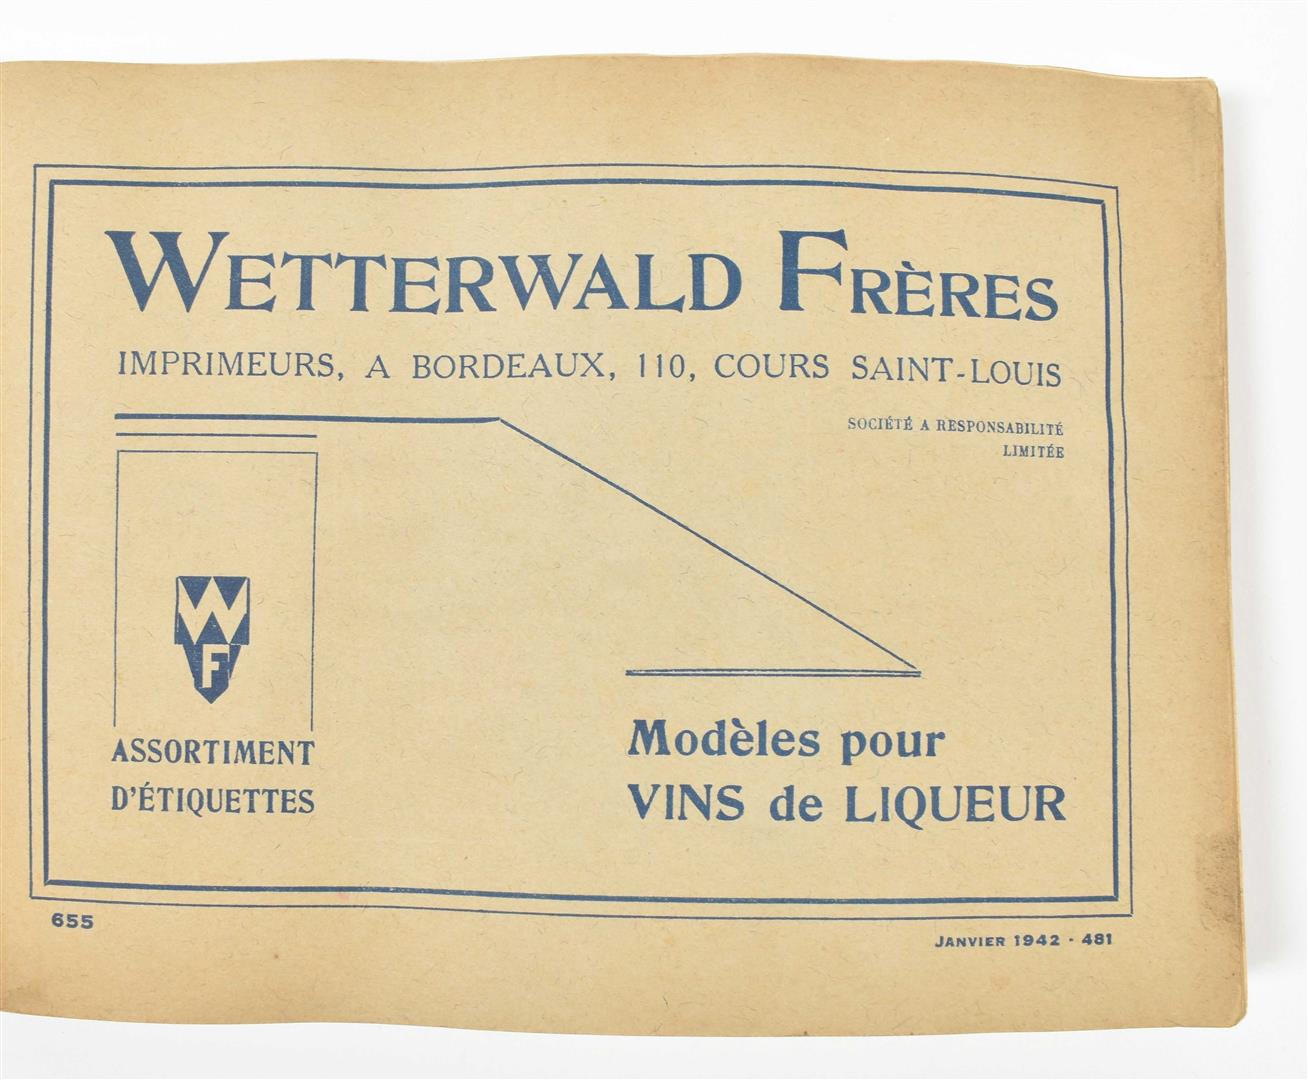 WETTERWALD FRÈRES
IMPRIMEURS, A BORDEAUX, 110, COURS SAINT-LOUIS
SOCIÉTÉ A RESPONSABILITÉ
LIMITÉE
WF
ASSORTIMENT
D'ÉTIQUETTES
Modèles pour
VINS de LIQUEUR
655
JANVIER 1942 · 481